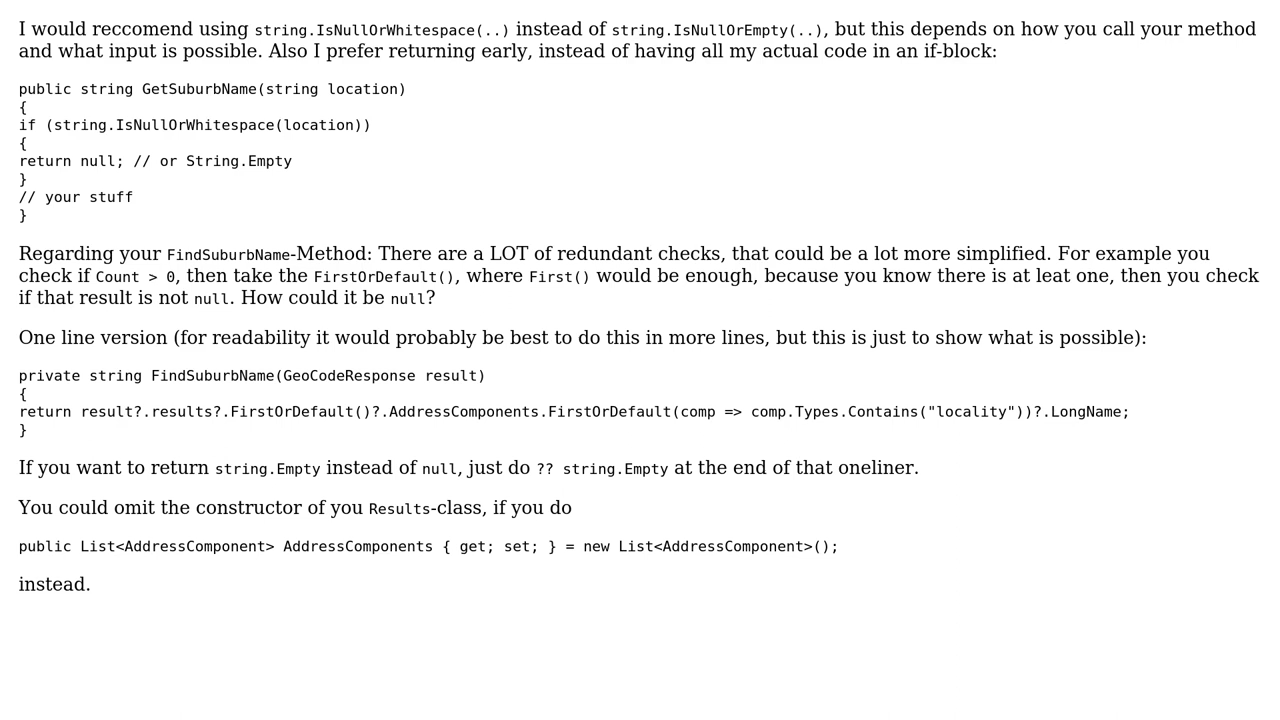 I would reccomend using string.IsNullOrWhitespace(..) instead of string.IsNullOrEmpty(..), but this depends on how you call your method
and what input is possible. Also I prefer returning early, instead of having all my actual code in an if-block:
public string GetSuburbName(string location)
{
if (string.IsNullOrWhitespace(location))
{
return null; // or String.Empty
}
// your stuff
}
Regarding your FindSuburbName-Method: There are a LOT of redundant checks, that could be a lot more simplified. For example you
check if Count > 0, then take the FirstOrDefault(), where First() would be enough, because you know there is at leat one, then you check
if that result is not null. How could it be null?
One line version (for readability it would probably be best to do this in more lines, but this is just to show what is possible):
private string FindSuburbName(GeoCodeResponse result)
{
return result?.results?.FirstOrDefault()?.AddressComponents.FirstOrDefault(comp => comp.Types.Contains("locality"))?.LongName;
}
If you want to return string.Empty instead of null, just do ?? string.Empty at the end of that oneliner.
You could omit the constructor of you Results-class, if you do
public List<AddressComponent> AddressComponents { get; set; } = new List<AddressComponent>();
instead.